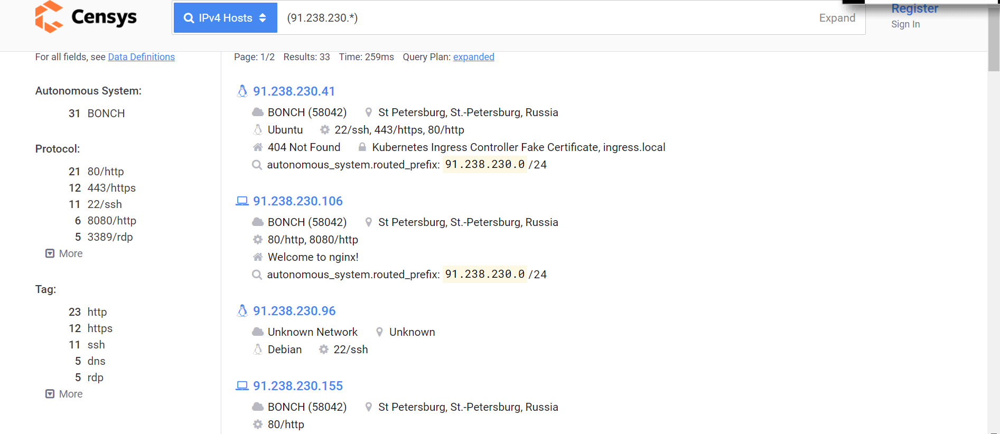 Censys
IPv4 Hosts
(91.238.230.*)
Expand
Register
Sign In
For all fields, see Data Definitions
Autonomous System:
31 BONCH
Protocol:
21 80/http
12 443/https
11 22/ssh
6 8080/http
5 3389/rdp
More
Tag:
23 http
12 https
11 ssh
5 dns
5 rdp
More
Page: 1/2 Results: 33 Time: 259ms Query Plan: expanded
91.238.230.41
BONCH (58042) St Petersburg, St.-Petersburg, Russia
Ubuntu 22/ssh, 443/https, 80/http
404 Not Found Kubernetes Ingress Controller Fake Certificate, ingress.local
autonomous_system.routed_prefix: 91.238.230.0 /24
91.238.230.106
BONCH (58042) St Petersburg, St.-Petersburg, Russia
80/http, 8080/http
Welcome to nginx!
autonomous_system.routed_prefix: 91.238.230.0 /24
91.238.230.96
Unknown Network Unknown
Debian 22/ssh
91.238.230.155
BONCH (58042) St Petersburg, St.-Petersburg, Russia
80/http